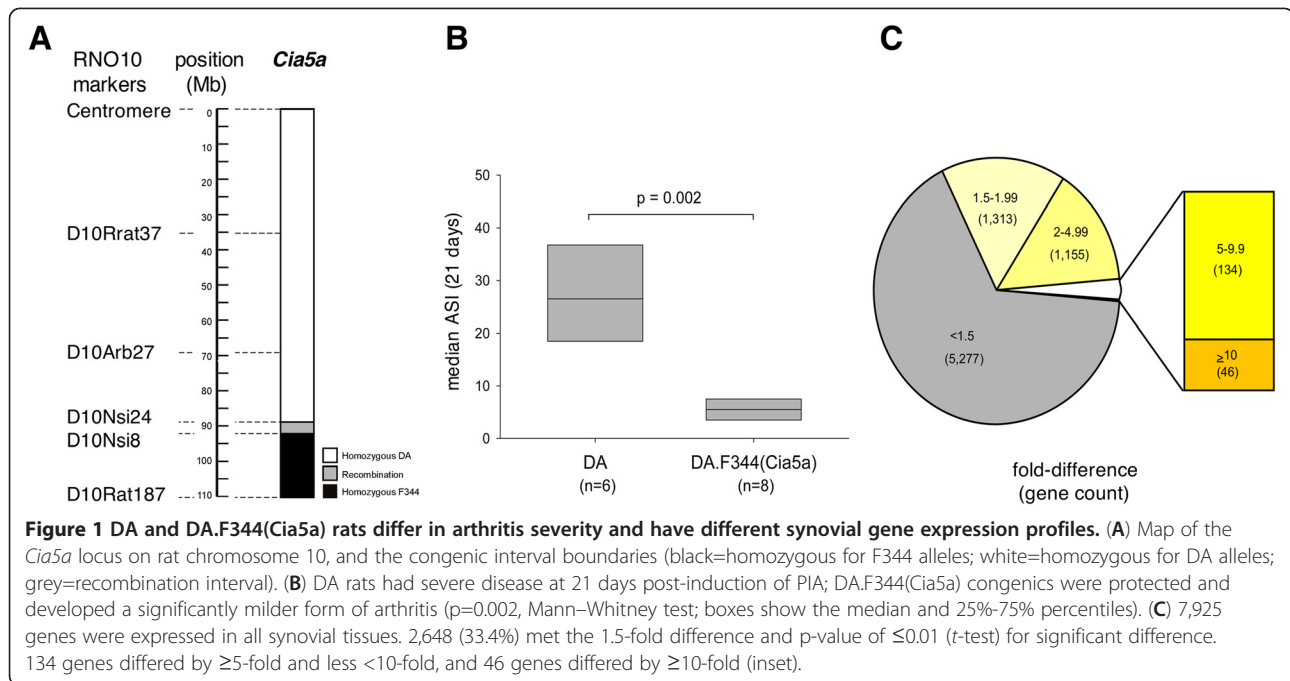 A
RNO10 markers
position (Mb)
Cia5a
Centromere
D10Rrat37
D10Arb27
D10Nsi24
D10Nsi8
D10Rat187
0
10
20
30
40
50
60
70
80
90
100
110
Homozygous DA
Recombination
Homozygous F344
B
median ASI (21 days)
50
40
30
20
10
0
p = 0.002
DA
(n=6)
DA.F344(Cia5a)
(n=8)
C
1.5-1.99
(1,313)
2-4.99
(1,155)
<1.5
(5,277)
5-9.9
(134)
≥10
(46)
fold-difference
(gene count)
Figure 1 DA and DA.F344(Cia5a) rats differ in arthritis severity and have different synovial gene expression profiles. (A) Map of the
Cia5a locus on rat chromosome 10, and the congenic interval boundaries (black=homozygous for F344 alleles; white=homozygous for DA alleles;
grey=recombination interval). (B) DA rats had severe disease at 21 days post-induction of PIA; DA.F344(Cia5a) congenics were protected and
developed a significantly milder form of arthritis (p=0.002, Mann–Whitney test; boxes show the median and 25%-75% percentiles). (C) 7,925
genes were expressed in all synovial tissues. 2,648 (33.4%) met the 1.5-fold difference and p-value of ≤0.01 (t-test) for significant difference.
134 genes differed by ≥5-fold and less <10-fold, and 46 genes differed by ≥10-fold (inset).